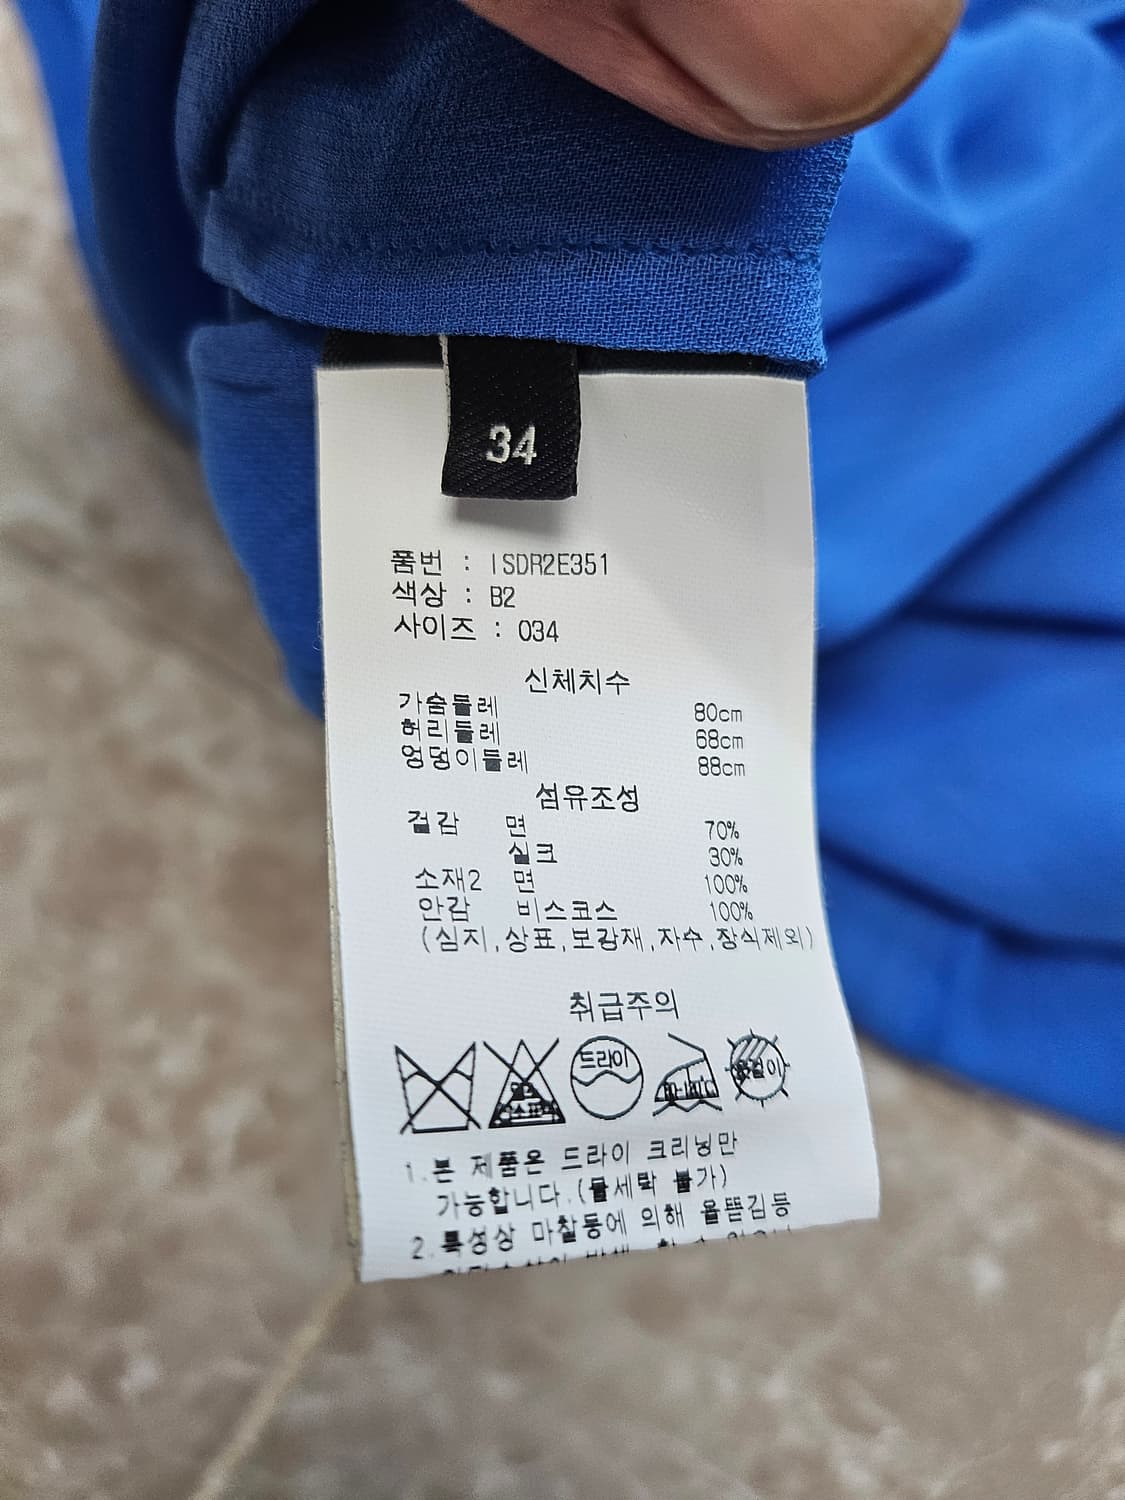 34
품번 : ISDR2E351
색상 : B2
사이즈 : 034
신체치수
가슴둘레 80cm
허리둘레 68cm
엉덩이둘레 88cm
섬유조성
겉감 면 70%
실크 30%
소재2 면 100%
안감 비스코스 100%
(심지,상표,보강재,자수,장식제외)
취급주의
드라이
옷걸이
1.본 제품은 드라이 크리닝만
가능합니다.(물세탁 불가)
2.특성상 마찰등에 의해 올뜯김등